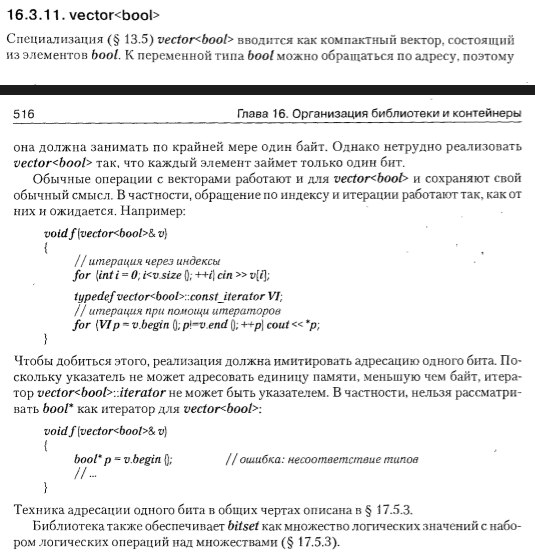 16.3.11. vector<bool>
Специализация (§ 13.5) vector<bool> вводится как компактный вектор, состоящий
из элементов bool. К переменной типа bool можно обращаться по адресу, поэтому
516 Глава 16. Организация библиотеки и контейнеры
она должна занимать по крайней мере один байт. Однако нетрудно реализовать
vector<bool> так, что каждый элемент займет только один бит.
Обычные операции с векторами работают и для vector<bool> и сохраняют свой
обычный смысл. В частности, обращение по индексу и итерации работают так, как от
них и ожидается. Например:
void f (vector<bool>& v)
{
// итерация через индексы
for (int i = 0; i<v.size (); ++i) cin >> v[i];
typedef vector<bool>::const_iterator VI;
// итерация при помощи итераторов
for (VI p = v.begin (); p!=v.end (); ++p) cout << *p;
}
Чтобы добиться этого, реализация должна имитировать адресацию одного бита. По-
скольку указатель не может адресовать единицу памяти, меньшую чем байт, итера-
тор vector<bool>::iterator не может быть указателем. В частности, нельзя рассматри-
вать bool* как итератор для vector<bool>:
void f (vector<bool>& v)
{
bool* p = v.begin (); // ошибка: несоответствие типов
// ...
}
Техника адресации одного бита в общих чертах описана в § 17.5.3.
Библиотека также обеспечивает bitset как множество логических значений с набо-
ром логических операций над множествами (§ 17.5.3).